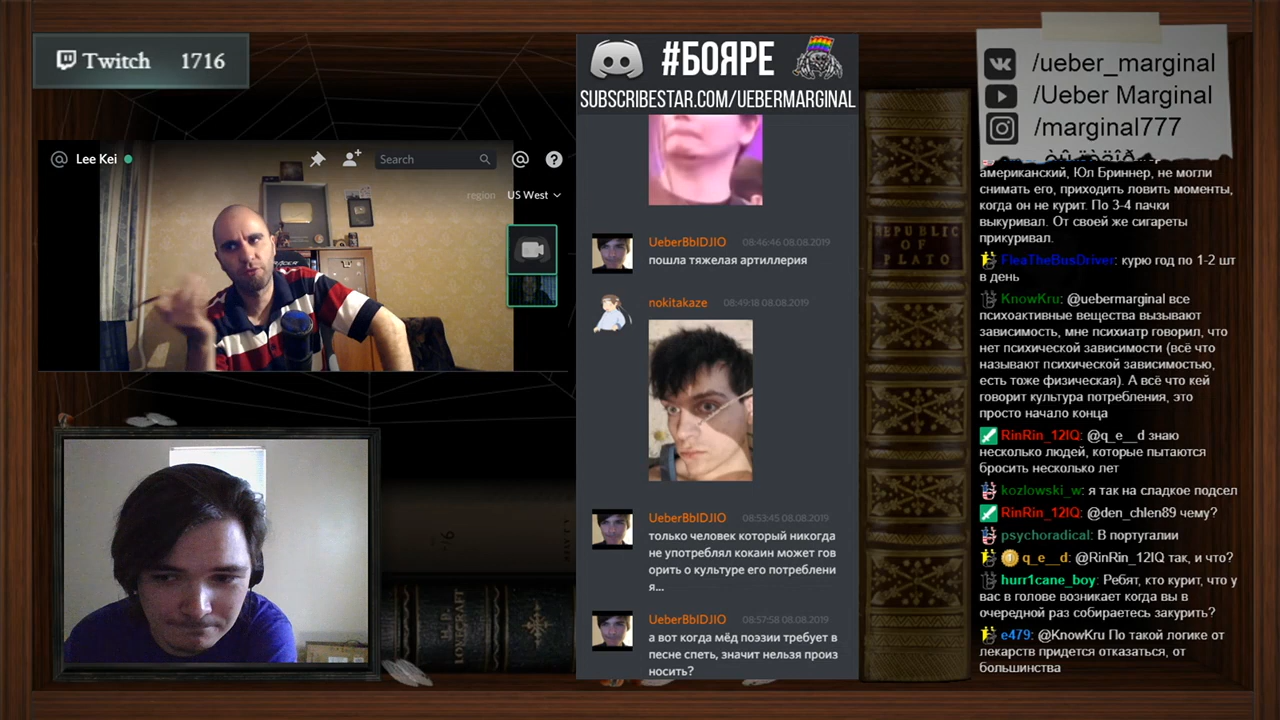 Twitch 1716
Lee Kei
Search
region US West
#БОЯРЕ
SUBSCRIBESTAR.COM/UEBERMARGINAL
UeberBbIDJIO 08:46:46 08.08.2019
пошла тяжелая артиллерия
nokitakaze 08:49:18 08.08.2019
UeberBbIDJIO 08:53:45 08.08.2019
только человек который никогда
не употреблял кокаин может гов
орить о культуре его потреблени
я...
UeberBbIDJIO 08:57:58 08.08.2019
а вот когда мёд поэзии требует в
песне спеть, значит нельзя произ
носить?
REPUBLIC
OF
PLATO
H.P.
LOVECRAFT
/ueber_marginal
/Ueber Marginal
/marginal777
американский, Юл Бриннер, не могли
снимать его, приходить ловить моменты,
когда он не курит. По 3-4 пачки
выкуривал. От своей же сигареты
прикуривал.
FleaTheBusDriver: курю год по 1-2 шт
в день
KnowKru: @uebermarginal все
психоактивные вещества вызывают
зависимость, мне психиатр говорил, что
нет психической зависимости (всё что
называют психической зависимостью,
есть тоже физическая). А всё что кей
говорит культура потребления, это
просто начало конца
RinRin_12IQ: @q_e__d знаю
несколько людей, которые пытаются
бросить несколько лет
kozlowski_w: я так на сладкое подсел
RinRin_12IQ: @den_chlen89 чему?
psychoradical: В португалии
q_e__d: @RinRin_12IQ так, и что?
hurr1cane_boy: Ребят, кто курит, что у
вас в голове возникает когда вы в
очередной раз собираетесь закурить?
e479: @KnowKru По такой логике от
лекарств придется отказаться, от
большинства